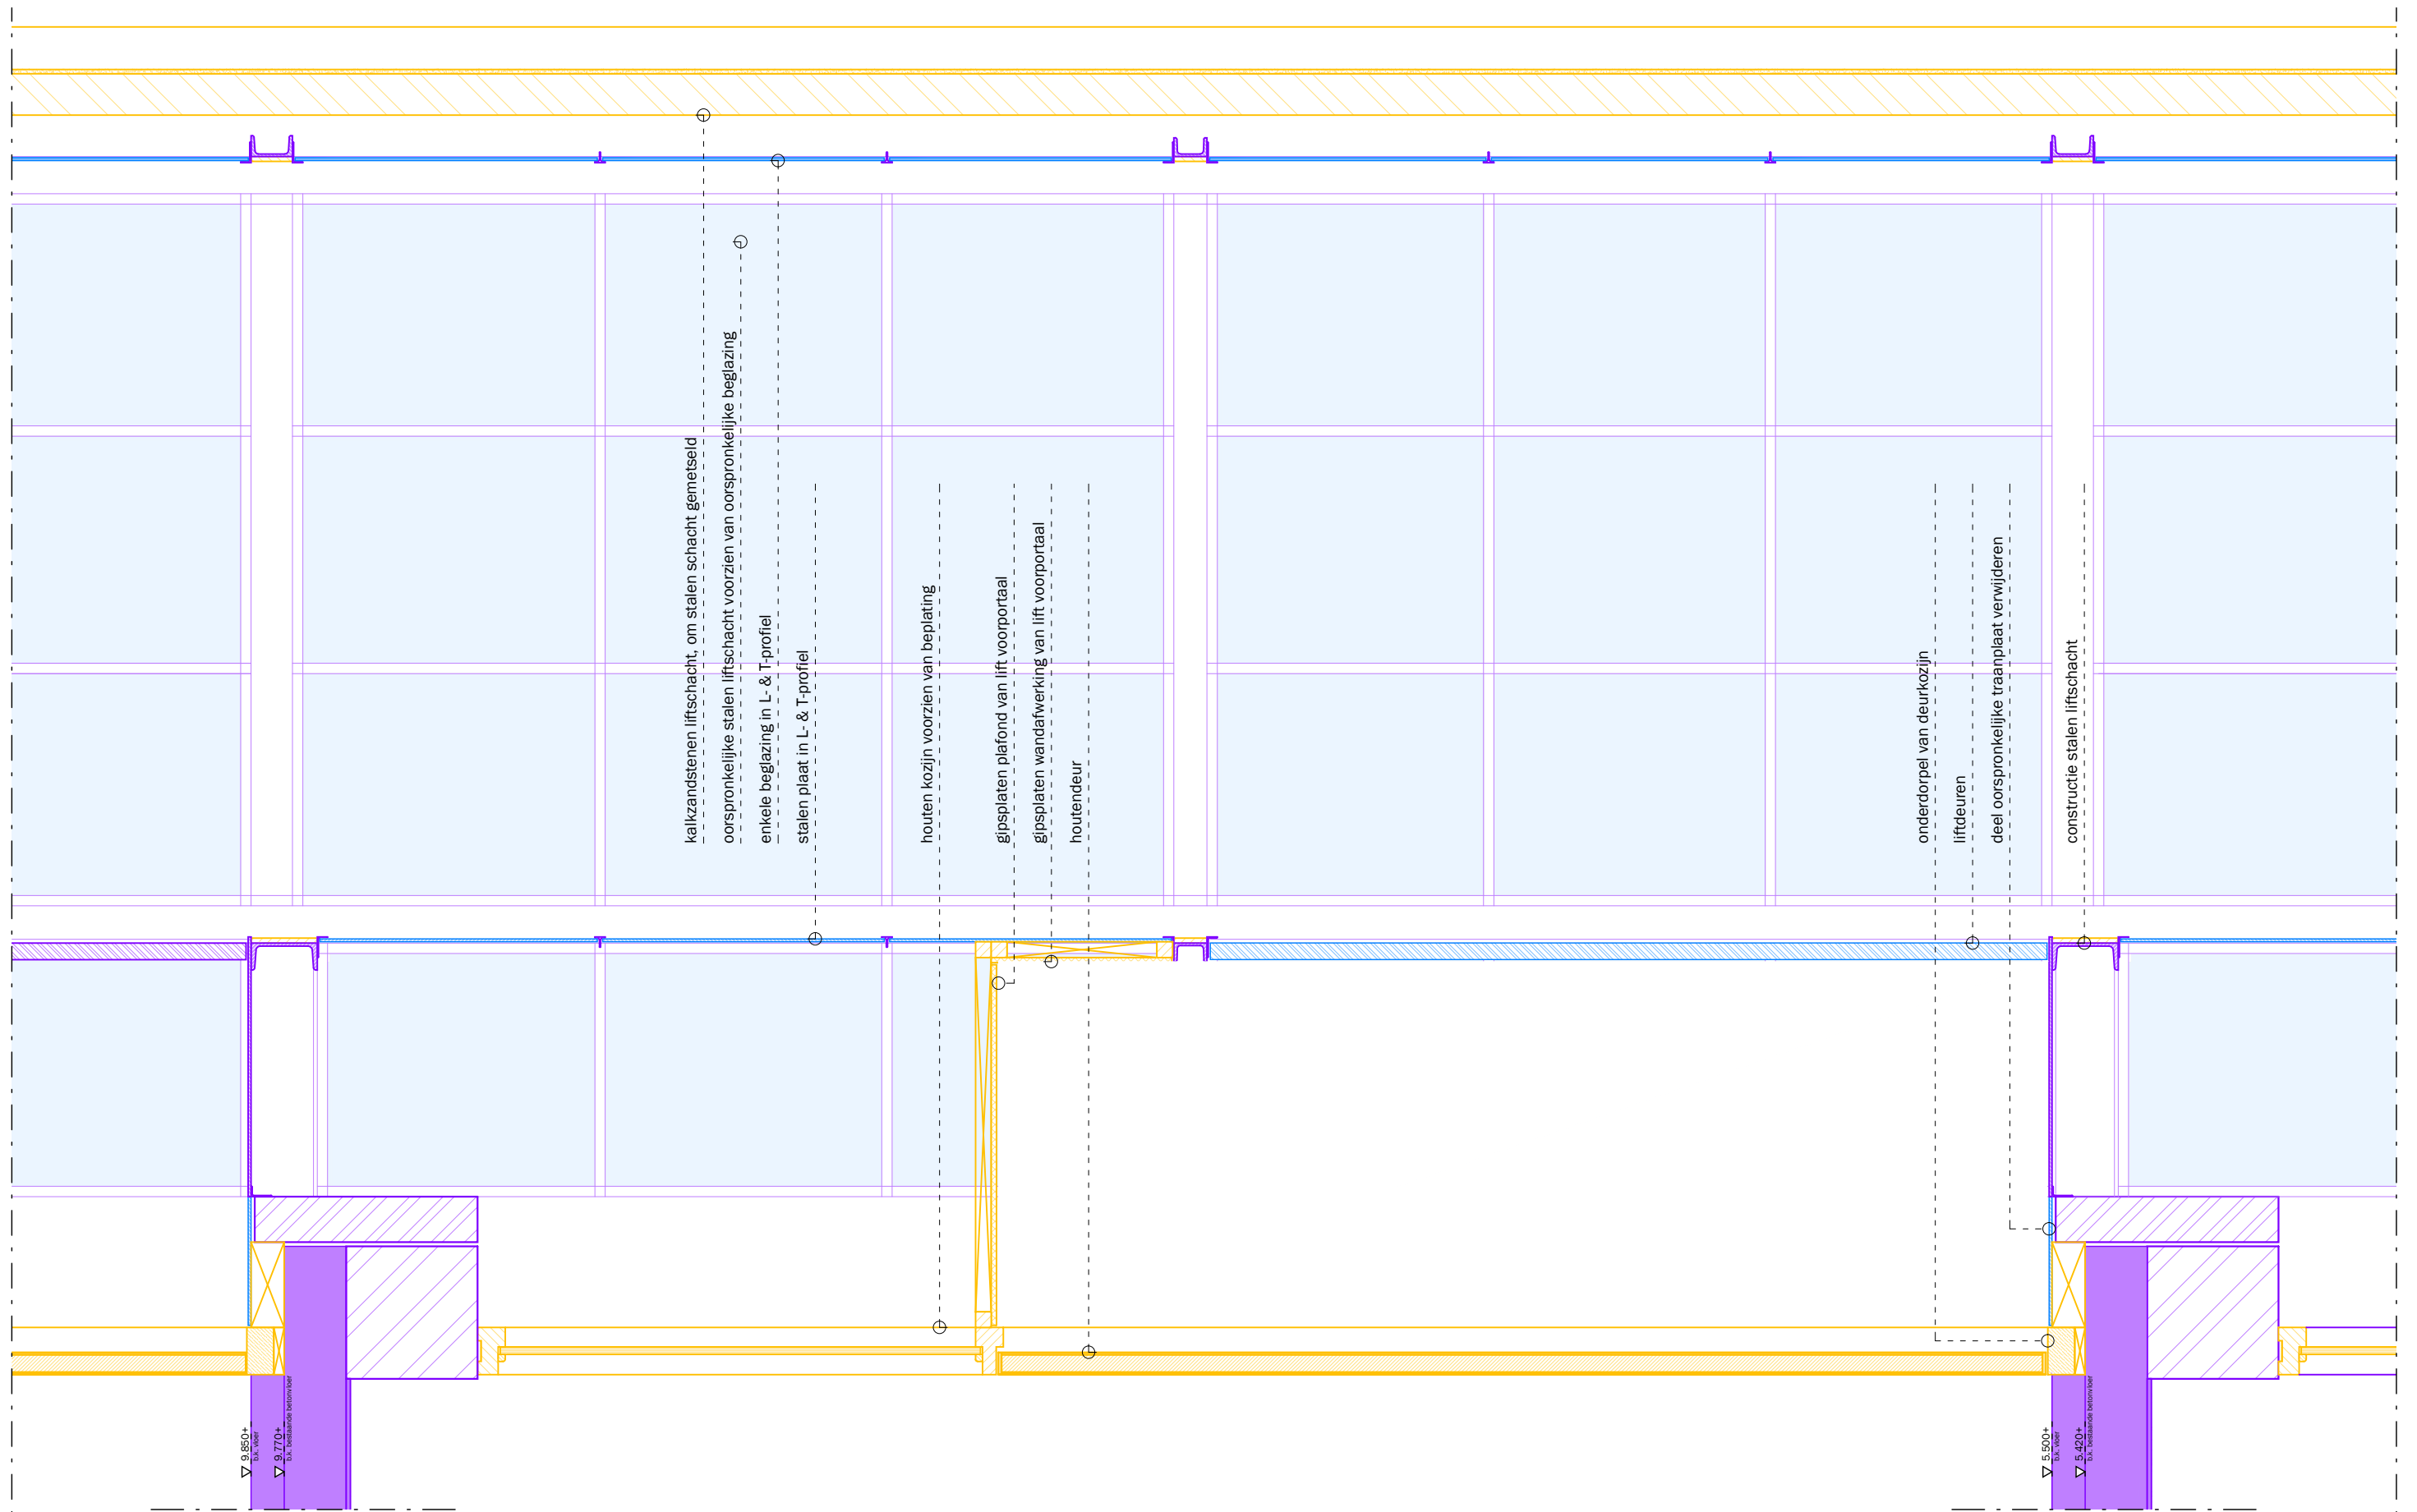 kalkzandstenen liftschacht, om stalen schacht gemetseld
oorspronkelijke stalen liftschacht voorzien van oorspronkelijke beglazing
enkele beglazing in L- & T-profiel
stalen plaat in L- & T-profiel
houten kozijn voorzien van beplating
gipsplaten plafond van lift voorportaal
gipsplaten wandafwerking van lift voorportaal
houtendeur
onderdorpel van deurkozijn
liftdeuren
deel oorspronkelijke traanplaat verwijderen
constructie stalen liftschacht
9.850+
b.k. vloer
9.770+
b.k. bestaande betonvloer
5.500+
b.k. vloer
5.420+
b.k. bestaande betonvloer